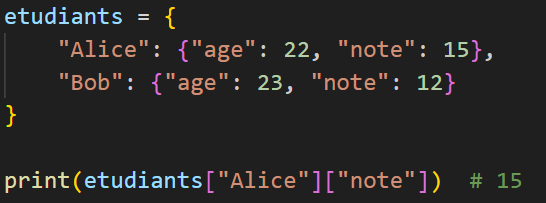 etudiants = {
    "Alice": {"age": 22, "note": 15},
    "Bob": {"age": 23, "note": 12}
}

print(etudiants["Alice"]["note"])  # 15